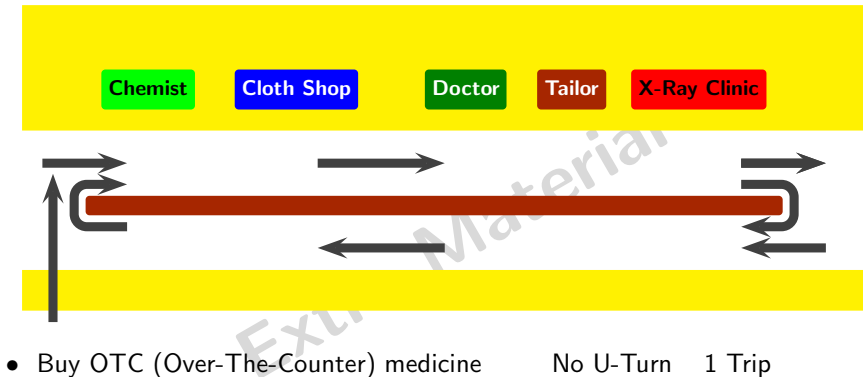 Chemist Cloth Shop Doctor Tailor X-Ray Clinic
Extra Material
• Buy OTC (Over-The-Counter) medicine No U-Turn 1 Trip